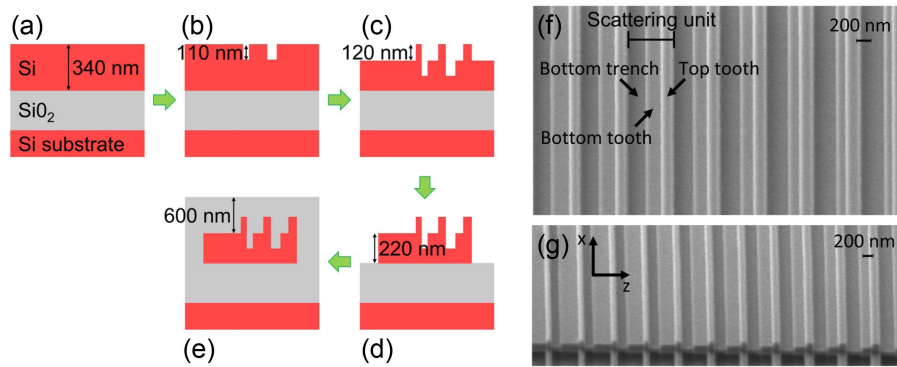 (a)
Si
340 nm
Si0₂
Si substrate
(b)
110 nm
(c)
120 nm
600 nm
(e)
220 nm
(d)
(f)
Scattering unit
200 nm
Bottom trench
Top tooth
Bottom tooth
(g)
x
z
200 nm